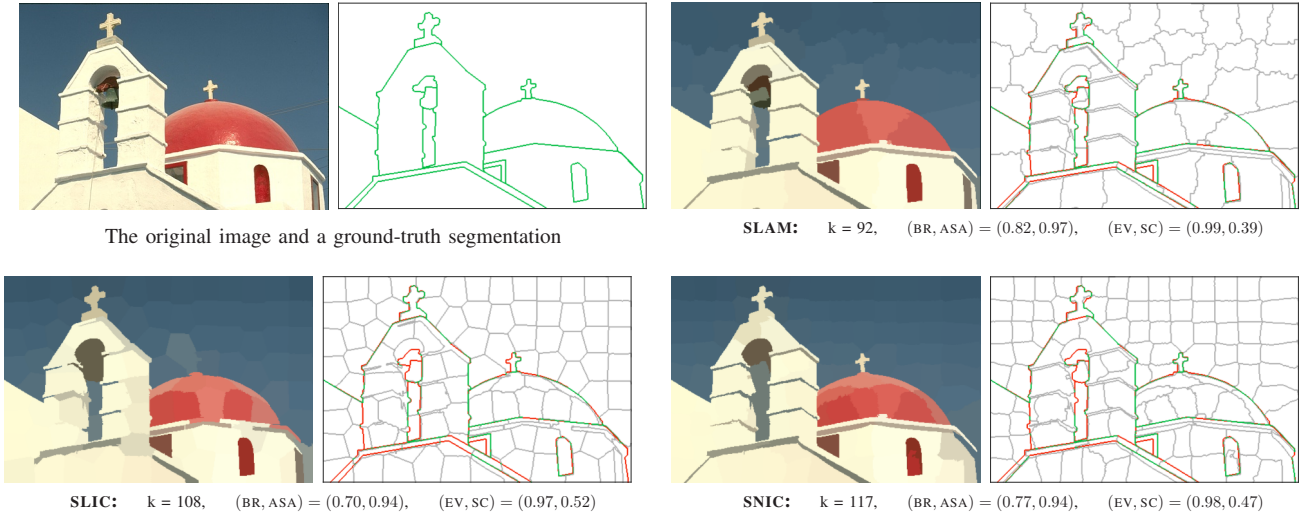 The original image and a ground-truth segmentation
SLAM: k = 92, (BR, ASA) = (0.82, 0.97), (EV, SC) = (0.99, 0.39)
SLIC: k = 108, (BR, ASA) = (0.70, 0.94), (EV, SC) = (0.97, 0.52)
SNIC: k = 117, (BR, ASA) = (0.77, 0.94), (EV, SC) = (0.98, 0.47)